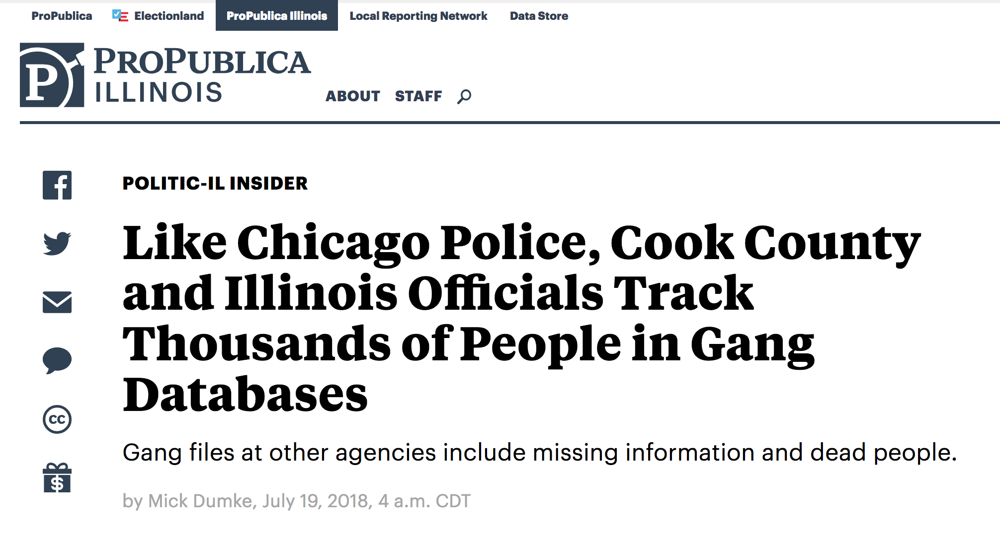 ProPublica Electionland ProPublica Illinois Local Reporting Network Data Store
P PROPUBLICA
ILLINOIS
ABOUT STAFF
POLITIC-IL INSIDER
Like Chicago Police, Cook County
and Illinois Officials Track
Thousands of People in Gang
Databases
cc
Gang files at other agencies include missing information and dead people.
$
by Mick Dumke, July 19, 2018, 4 a.m. CDT